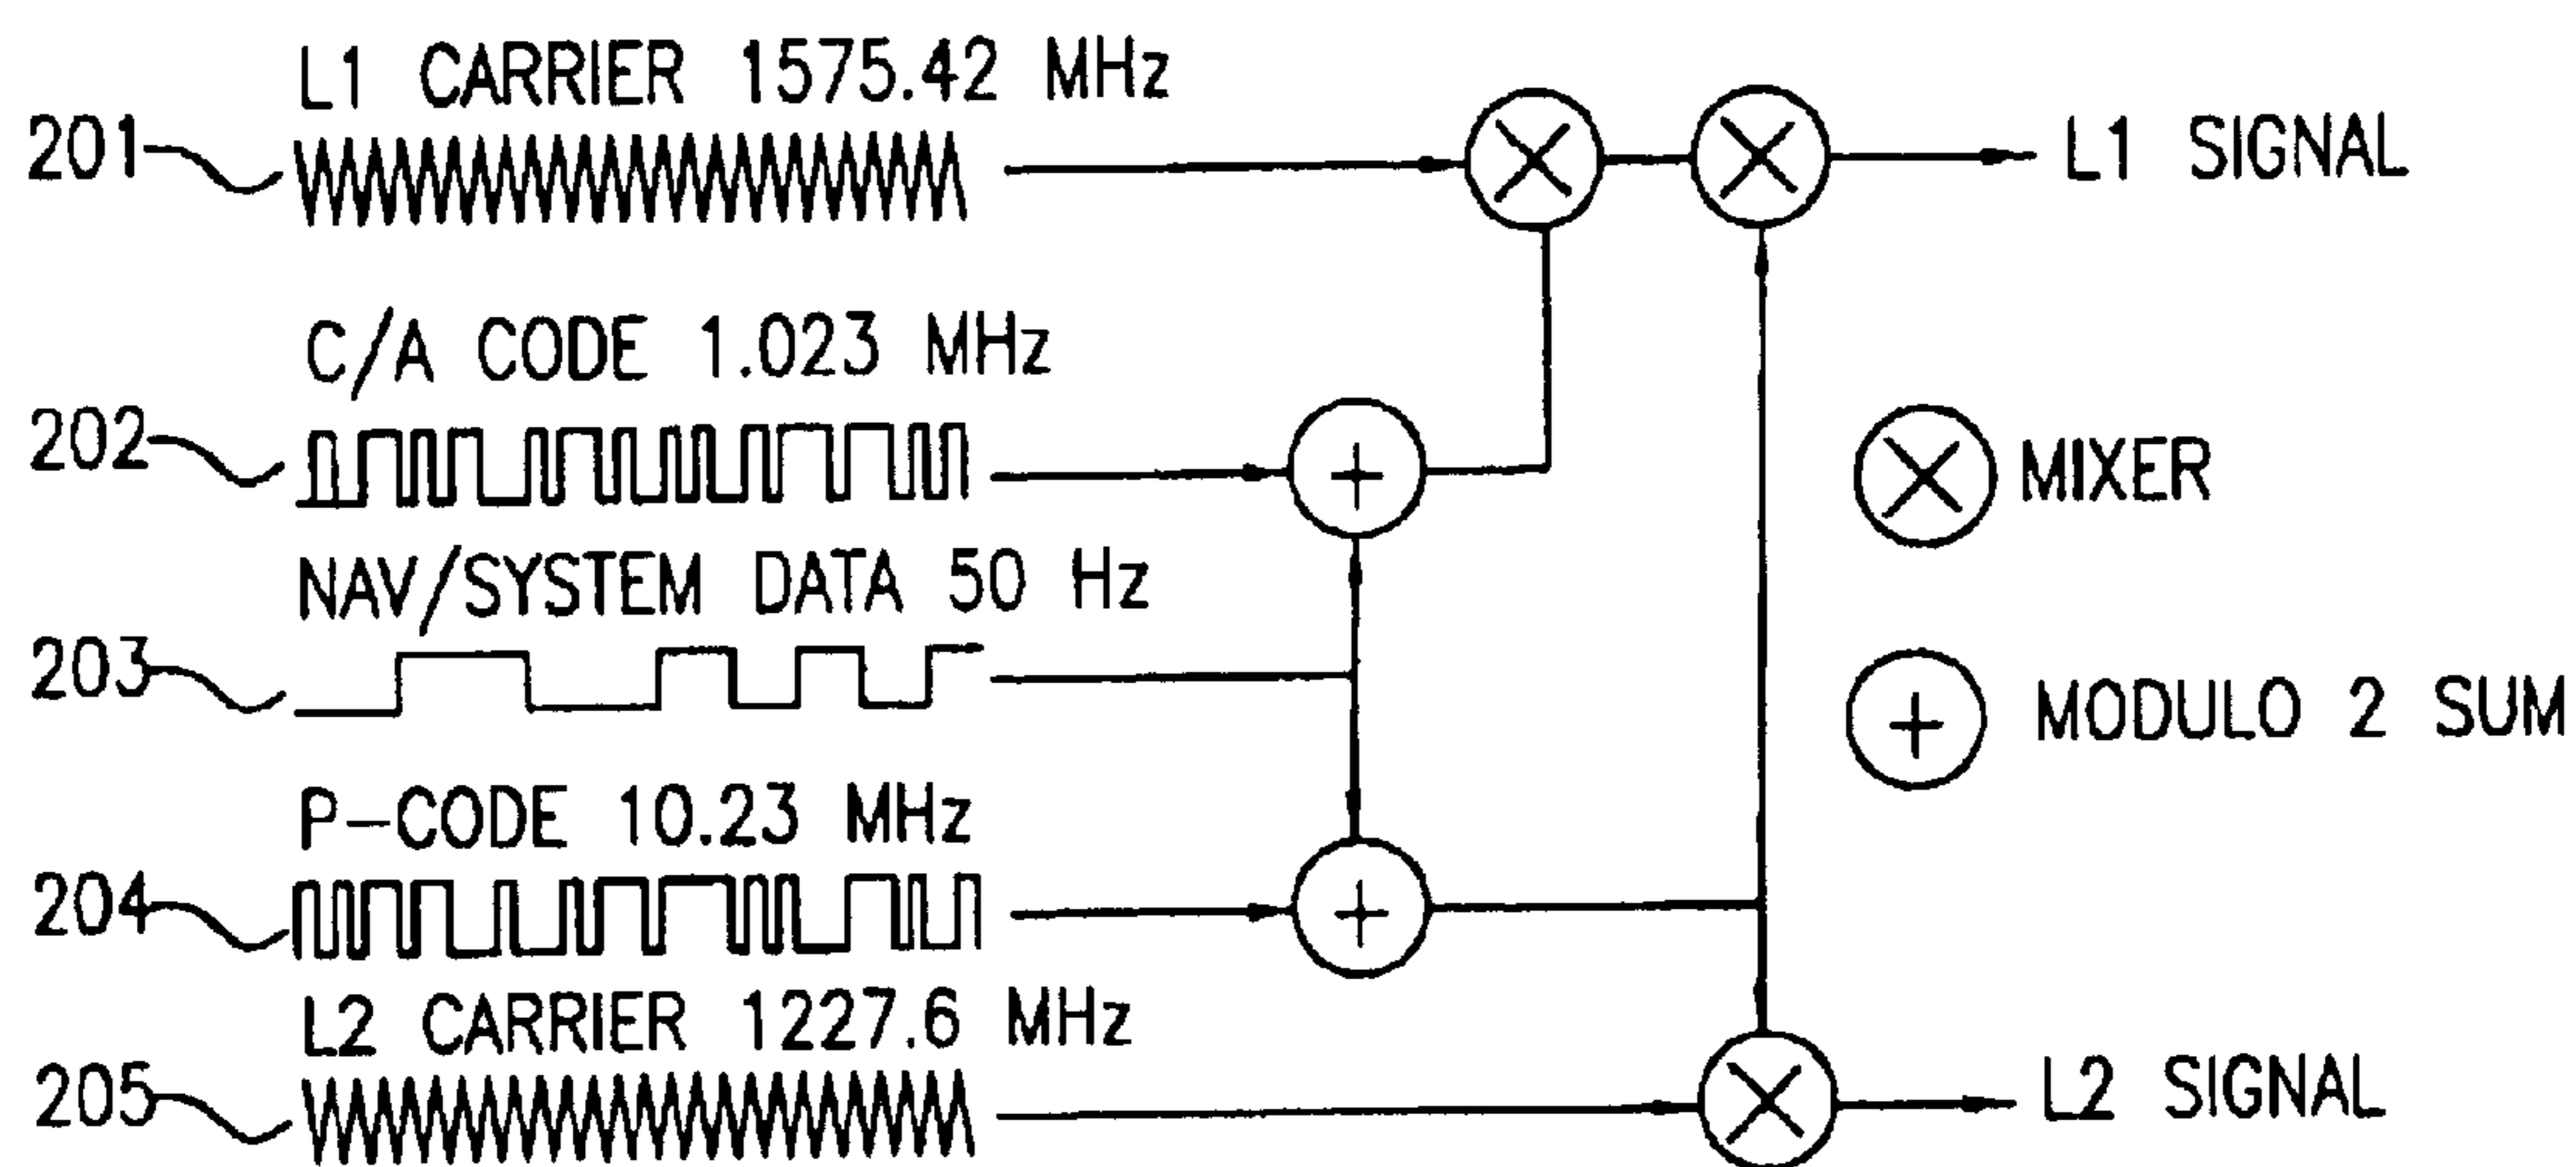 L1 CARRIER 1575.42 MHz
201
L1 SIGNAL
C/A CODE 1.023 MHz
202
MIXER
NAV/SYSTEM DATA 50 Hz
203
MODULO 2 SUM
P-CODE 10.23 MHz
204
L2 CARRIER 1227.6 MHz
205
L2 SIGNAL